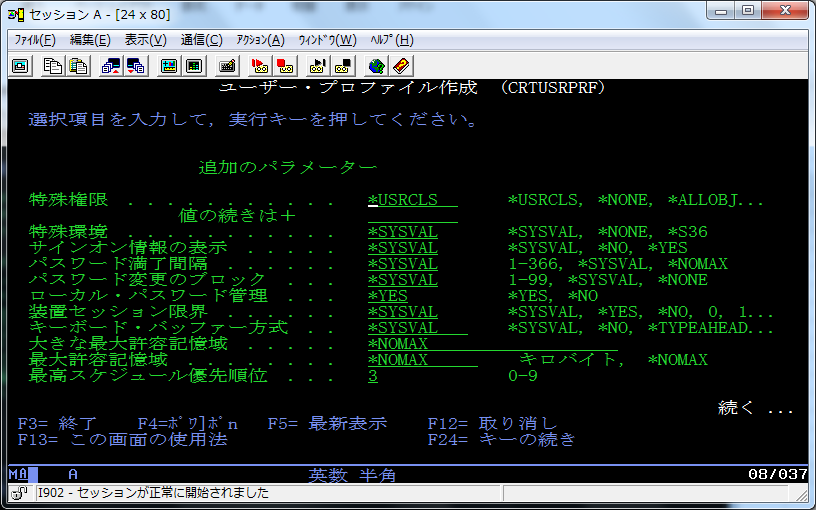 セッション A - [24 x 80]
ﾌｧｲﾙ(F) 編集(E) 表示(V) 通信(C) ｱｸｼｮﾝ(A) ｳｨﾝﾄﾞｳ(W) ﾍﾙﾌﾟ(H)
ユーザー・プロファイル作成 (CRTUSRPRF)
選択項目を入力して, 実行キーを押してください。
追加のパラメーター
特殊権限 . . . . . . . . . . . *USRCLS *USRCLS, *NONE, *ALLOBJ...
値の続きは＋
特殊環境 . . . . . . . . . . . *SYSVAL *SYSVAL, *NONE, *S36
サインオン情報の表示 . . . . . *SYSVAL *SYSVAL, *NO, *YES
パスワード満了間隔 . . . . . . *SYSVAL 1-366, *SYSVAL, *NOMAX
パスワード変更のブロック . . . *SYSVAL 1-99, *SYSVAL, *NONE
ローカル・パスワード管理 . . . *YES *YES, *NO
装置セッション限界 . . . . . . *SYSVAL *SYSVAL, *YES, *NO, 0, 1...
キーボード・バッファー方式 . . *SYSVAL *SYSVAL, *NO, *TYPEAHEAD...
大きな最大許容記憶域 . . . . . *NOMAX
最大許容記憶域 . . . . . . . . *NOMAX キロバイト, *NOMAX
最高スケジュール優先順位 . . . 3 0-9
続く ...
F3= 終了 F4=ﾎﾟﾜ]ﾎﾟn F5= 最新表示 F12= 取り消し
F13= この画面の使用法 F24= キーの続き
MA A 英数 半角 08/037
I902 - セッションが正常に開始されました